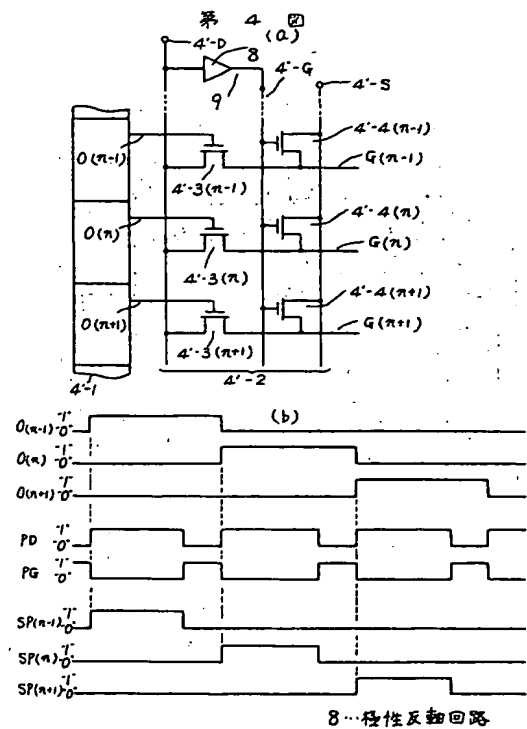 第 4 図
(a)
4'-D
8
4'-G
9
4'-S
4'-4(n-1)
O(n-1)
G(n-1)
4'-3(n-1)
4'-4(n)
O(n)
G(n)
4'-3(n)
4'-4(n+1)
O(n+1)
G(n+1)
4'-3(n+1)
4'-1
4'-2
(b)
O(n-1) "1" "0"
O(n) "1" "0"
O(n+1) "1" "0"
PD "1" "0"
PG "1" "0"
SP(n-1) "1" "0"
SP(n) "1" "0"
SP(n+1) "1" "0"
8…極性反転回路